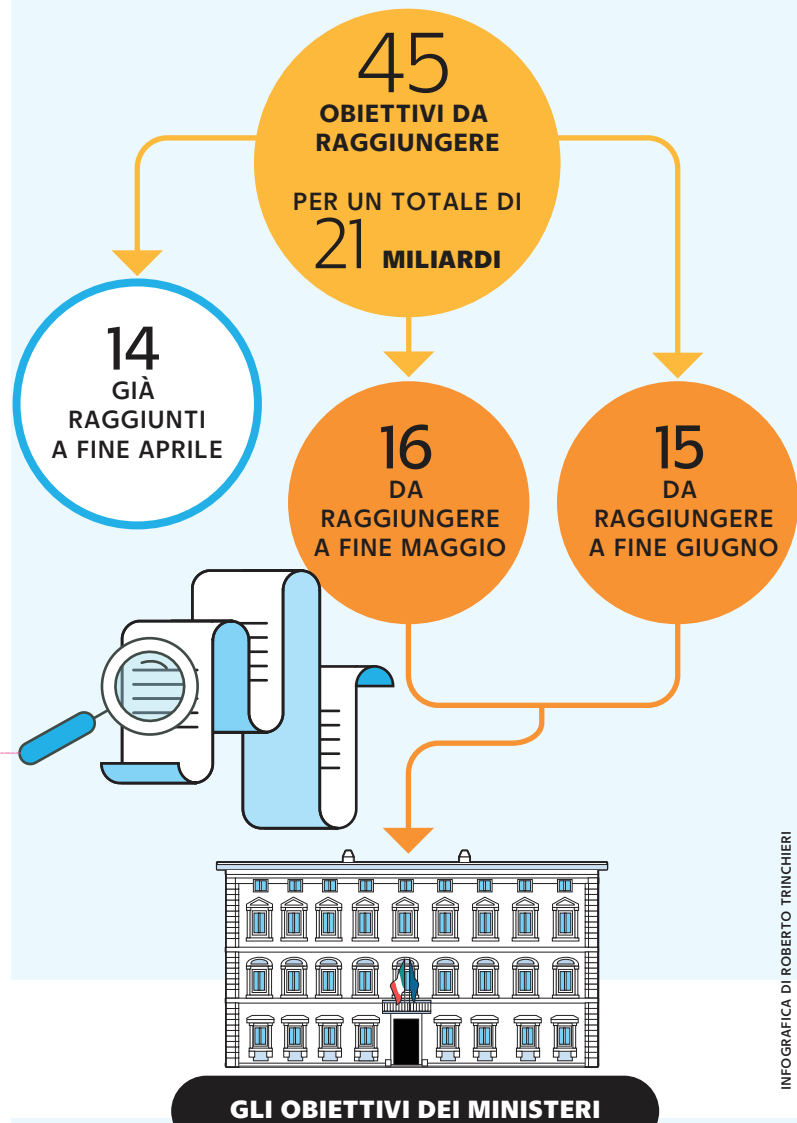 45
OBIETTIVI DA
RAGGIUNGERE
PER UN TOTALE DI
21 MILIARDI
14
GIÀ
RAGGIUNTI
A FINE APRILE
16
DA
RAGGIUNGERE
A FINE MAGGIO
15
DA
RAGGIUNGERE
A FINE GIUGNO
INFOGRAFICA DI ROBERTO TRINCHIERI
GLI OBIETTIVI DEI MINISTERI